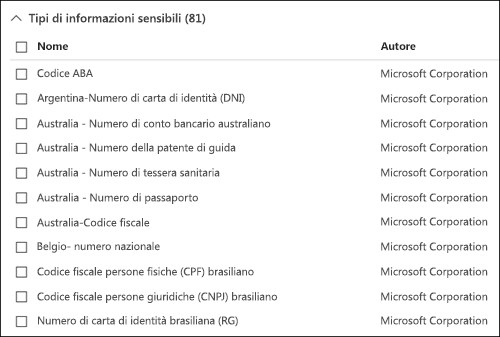 Tipi di informazioni sensibili (81)
Nome Autore
Codice ABA Microsoft Corporation
Argentina-Numero di carta di identità (DNI) Microsoft Corporation
Australia - Numero di conto bancario australiano Microsoft Corporation
Australia - Numero della patente di guida Microsoft Corporation
Australia - Numero di tessera sanitaria Microsoft Corporation
Australia - Numero di passaporto Microsoft Corporation
Australia-Codice fiscale Microsoft Corporation
Belgio- numero nazionale Microsoft Corporation
Codice fiscale persone fisiche (CPF) brasiliano Microsoft Corporation
Codice fiscale persone giuridiche (CNPJ) brasiliano Microsoft Corporation
Numero di carta di identità brasiliana (RG) Microsoft Corporation